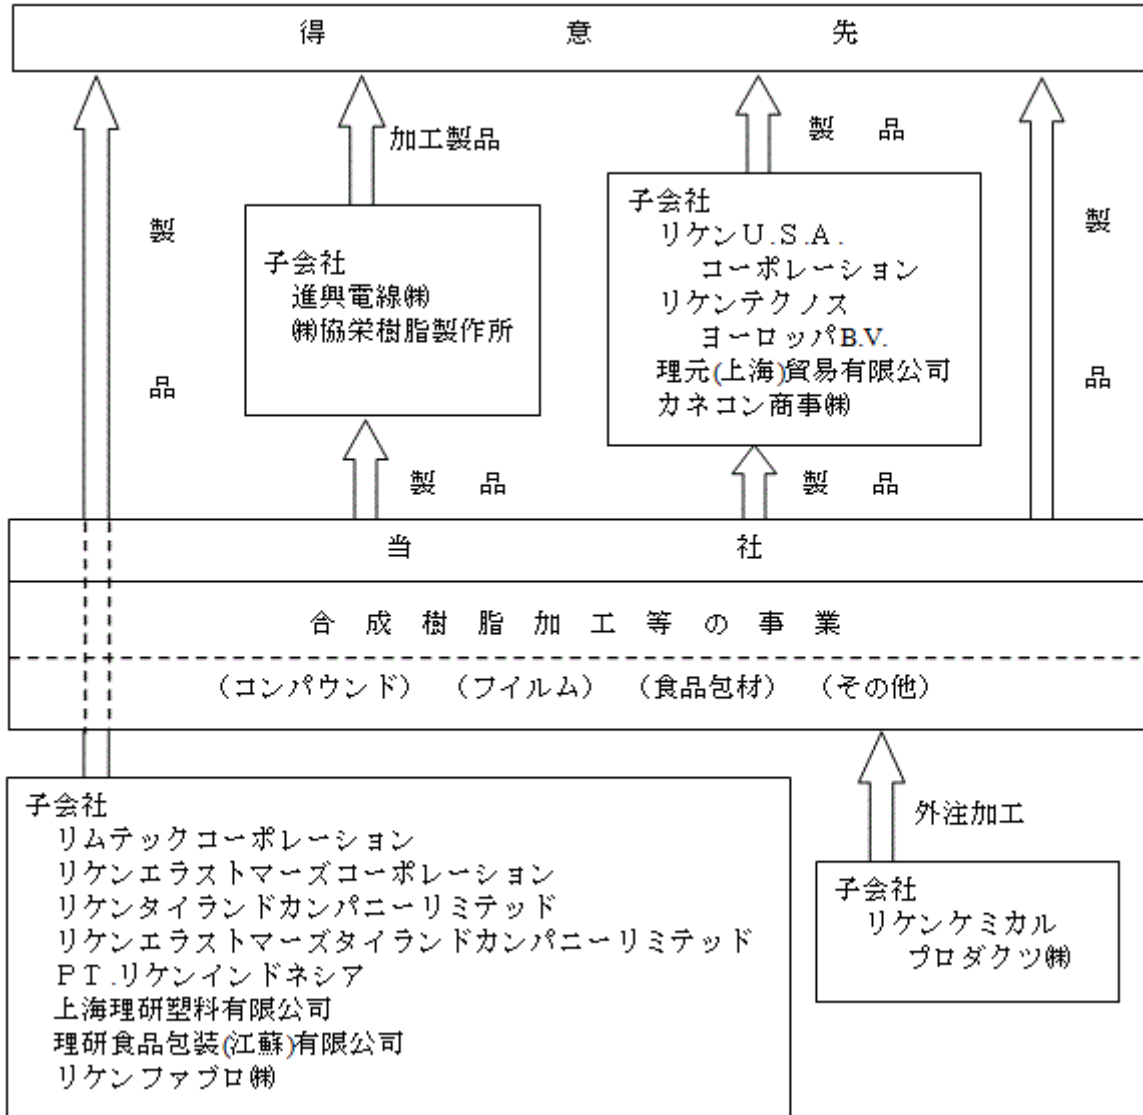 得意先
加工製品
製品
製品
子会社
リケンU.S.A.
コーポレーション
リケンテクノス
ヨーロッパB.V.
理元(上海)貿易有限公司
カネコン商事㈱
子会社
進興電線㈱
㈱協栄樹脂製作所
製品
製品
製品
製品
当社
合成樹脂加工等の事業
(コンパウンド) (フイルム) (食品包材) (その他)
子会社
リムテックコーポレーション
リケンエラストマーズコーポレーション
リケンタイランドカンパニーリミテッド
リケンエラストマーズタイランドカンパニーリミテッド
PT.リケンインドネシア
上海理研塑料有限公司
理研食品包装(江蘇)有限公司
リケンファブロ㈱
外注加工
子会社
リケンケミカル
プロダクツ㈱